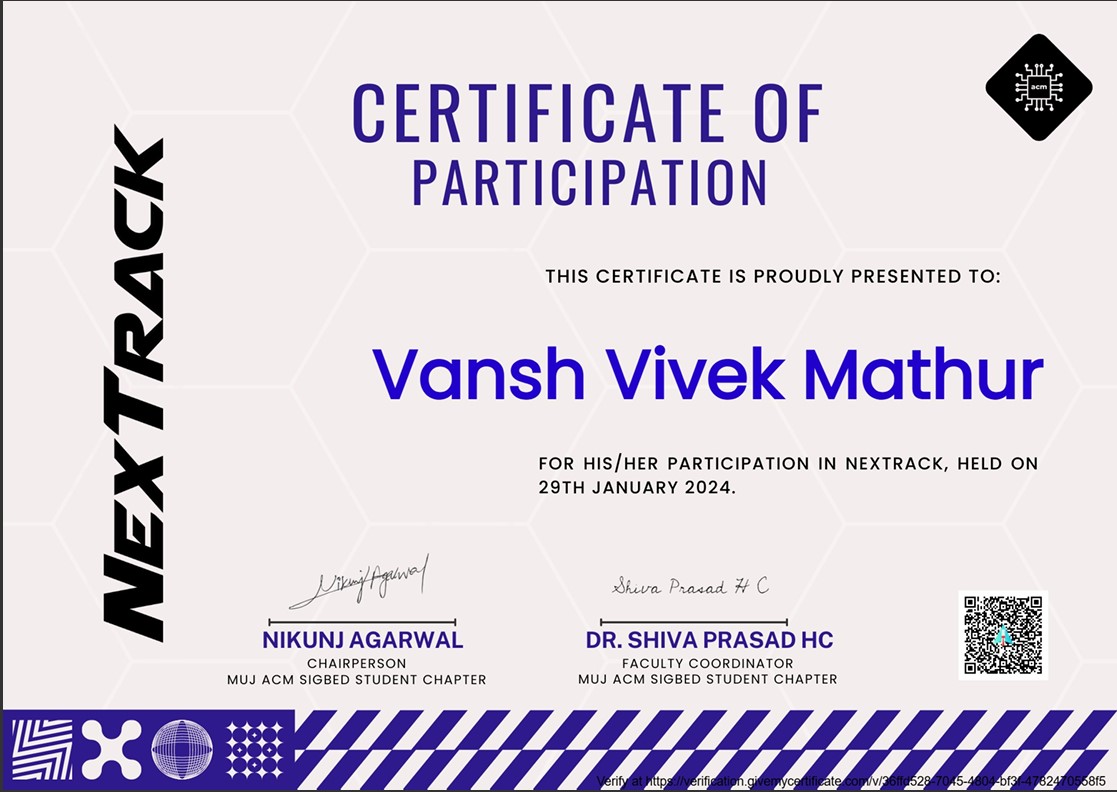 acm
CERTIFICATE OF
PARTICIPATION
NEXTRACK
THIS CERTIFICATE IS PROUDLY PRESENTED TO:
Vansh Vivek Mathur
FOR HIS/HER PARTICIPATION IN NEXTRACK, HELD ON
29TH JANUARY 2024.
Nikunj Agarwal
Shiva Prasad H C
NIKUNJ AGARWAL
DR. SHIVA PRASAD HC
CHAIRPERSON
FACULTY COORDINATOR
MUJ ACM SIGBED STUDENT CHAPTER
MUJ ACM SIGBED STUDENT CHAPTER
Verify at https://verification.givemycertificate.com/v/36ffd528-7045-4804-bf3f-4782470558f5